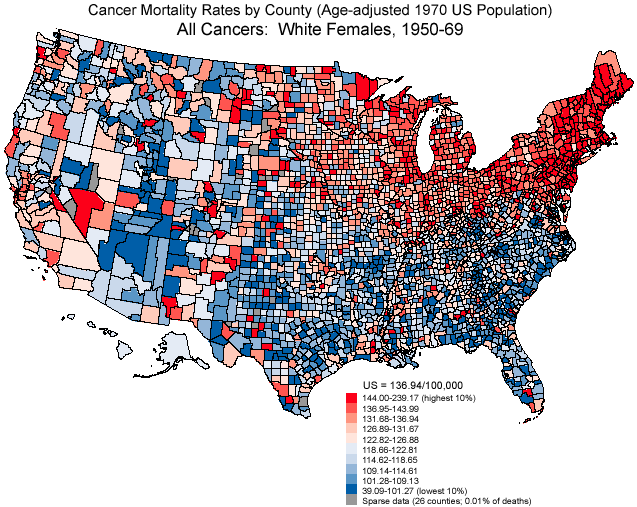 Cancer Mortality Rates by County (Age-adjusted 1970 US Population)
All Cancers: White Females, 1950-69
US = 136.94/100,000
144.00-239.17 (highest 10%)
136.95-143.99
131.68-136.94
126.89-131.67
122.82-126.88
118.66-122.81
114.62-118.65
109.14-114.61
101.28-109.13
39.09-101.27 (lowest 10%)
Sparse data (26 counties; 0.01% of deaths)